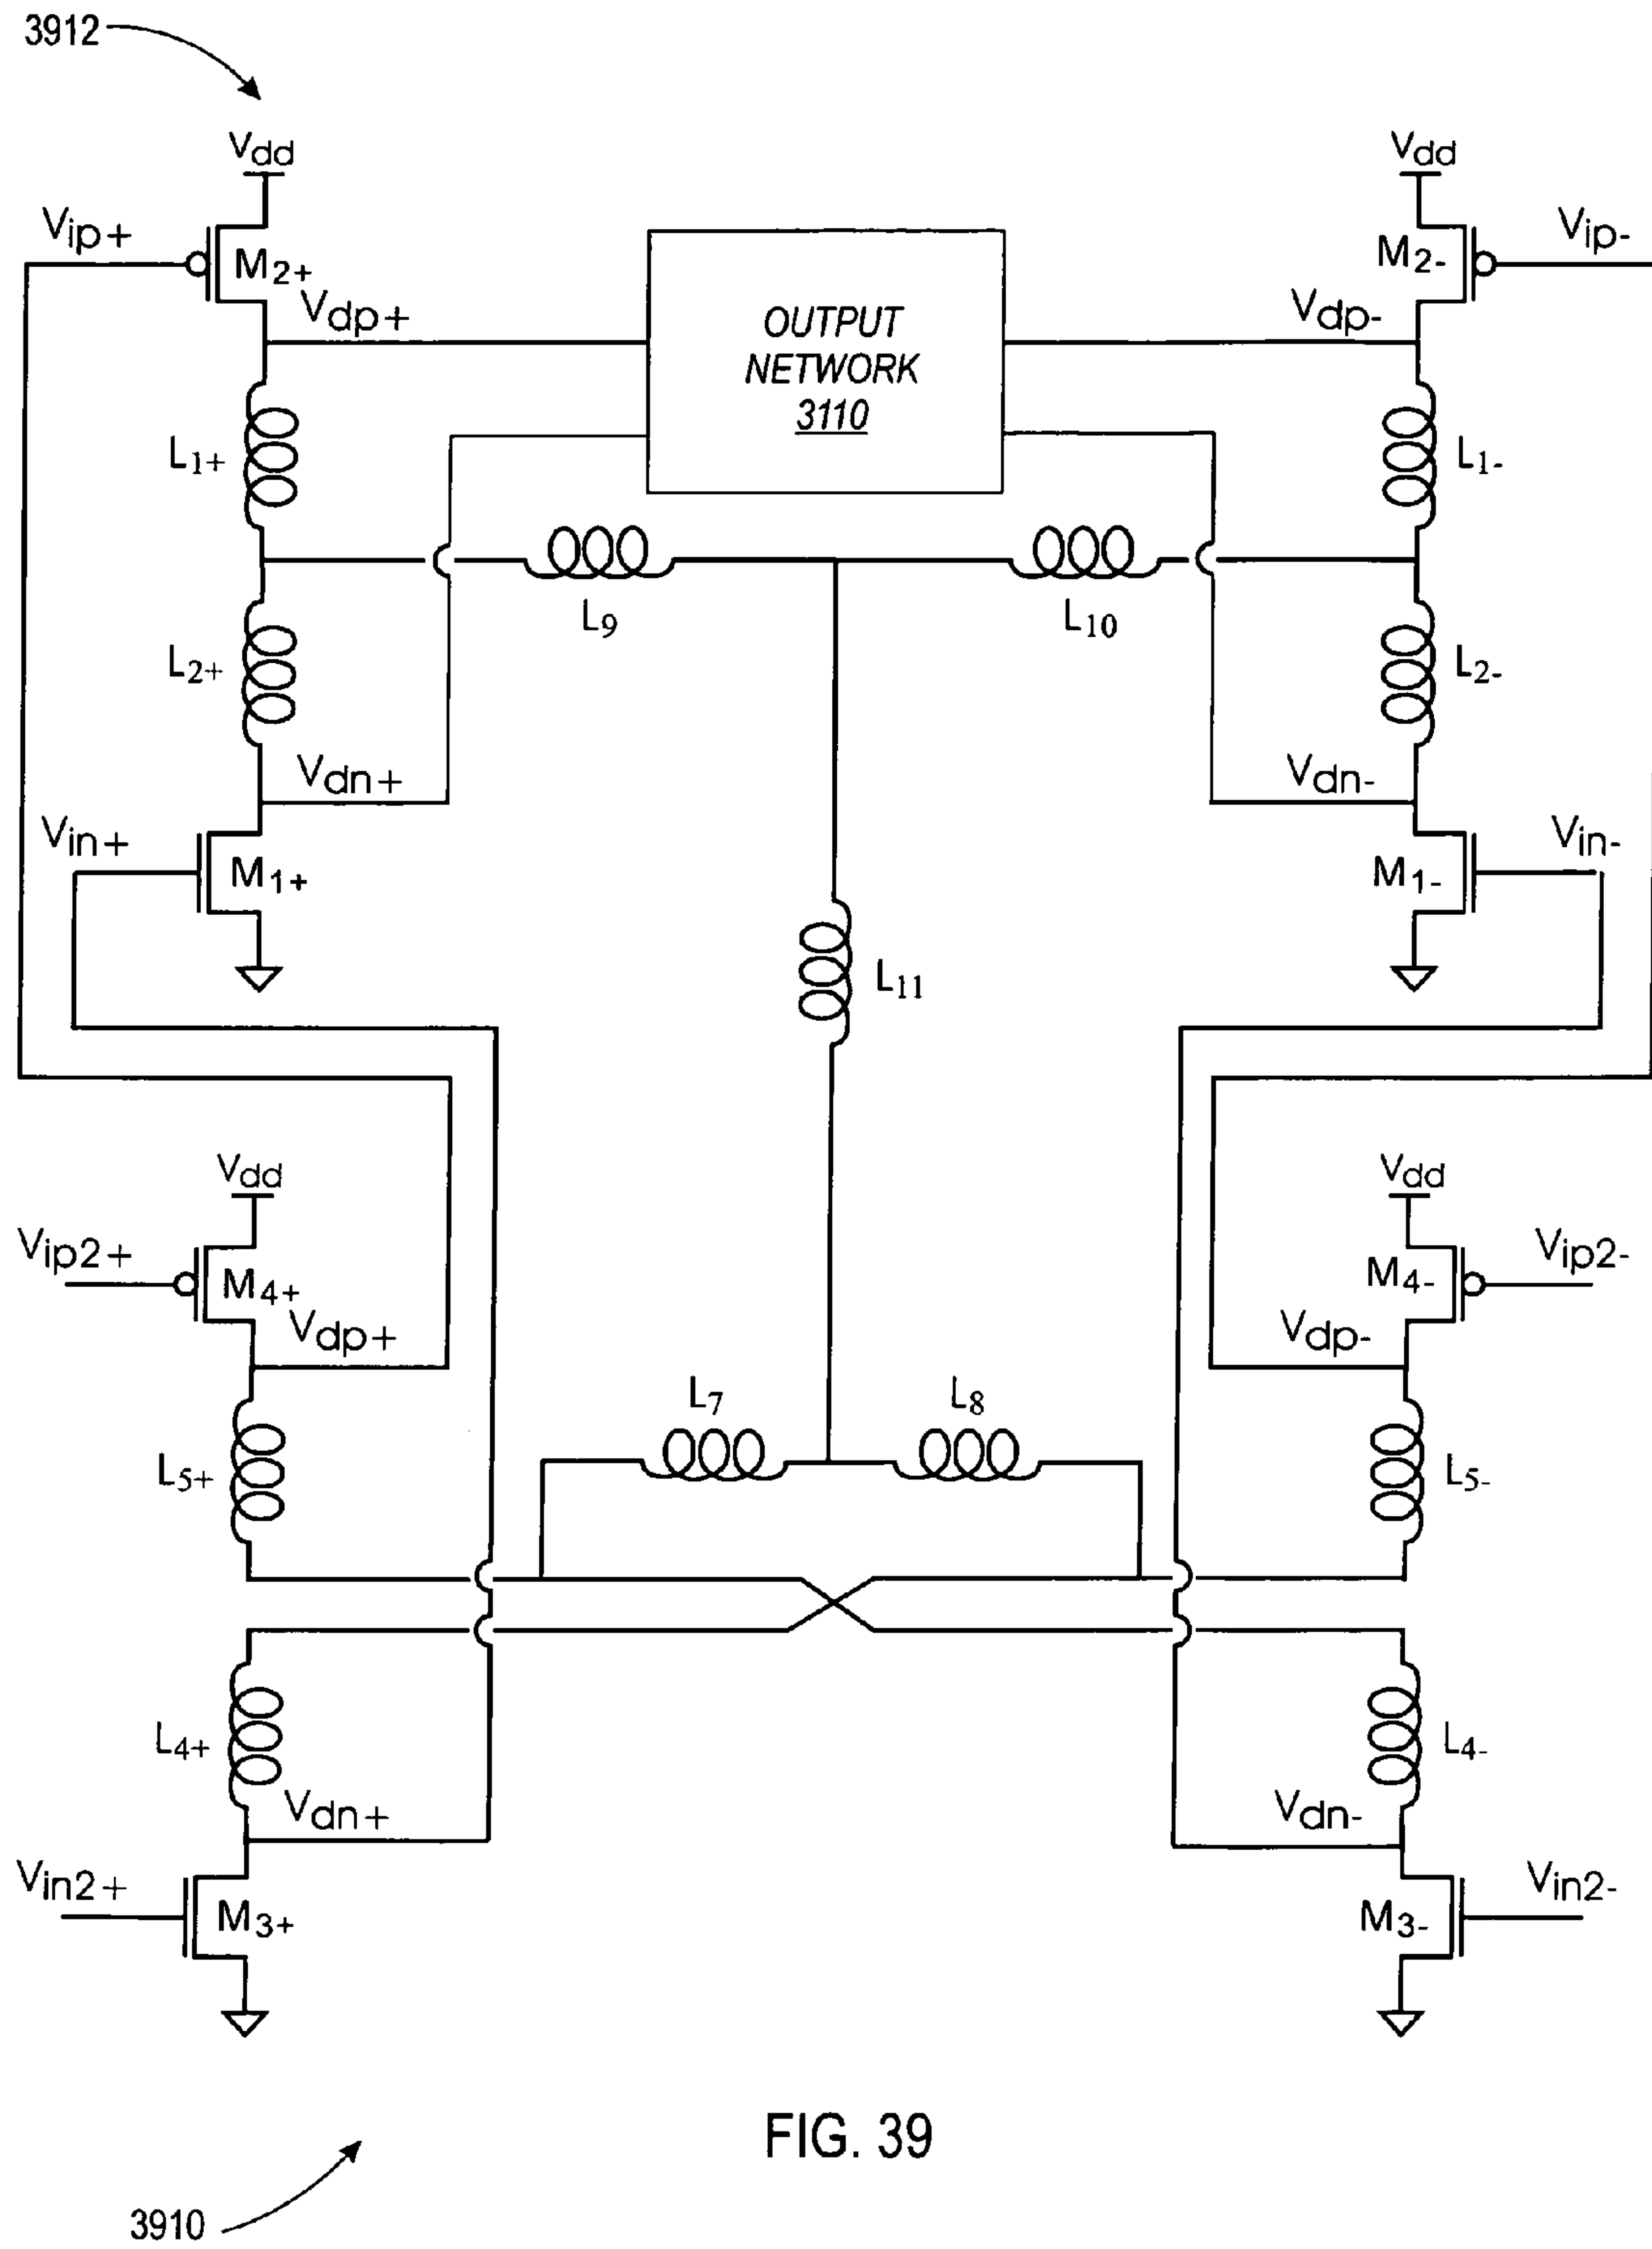 3912
Vdd
Vdd
Vip+
Vip-
M2+
M2-
Vdp+
Vdp-
OUTPUT
NETWORK
3110
L1+
L1-
L9
L10
L2+
L2-
Vdn+
Vdn-
Vin+
Vin-
M1+
M1-
L11
Vdd
Vdd
Vip2+
Vip2-
M4+
M4-
Vdp+
Vdp-
L7
L8
L5+
L5-
L4+
L4-
Vdn+
Vdn-
Vin2+
Vin2-
M3+
M3-
FIG. 39
3910